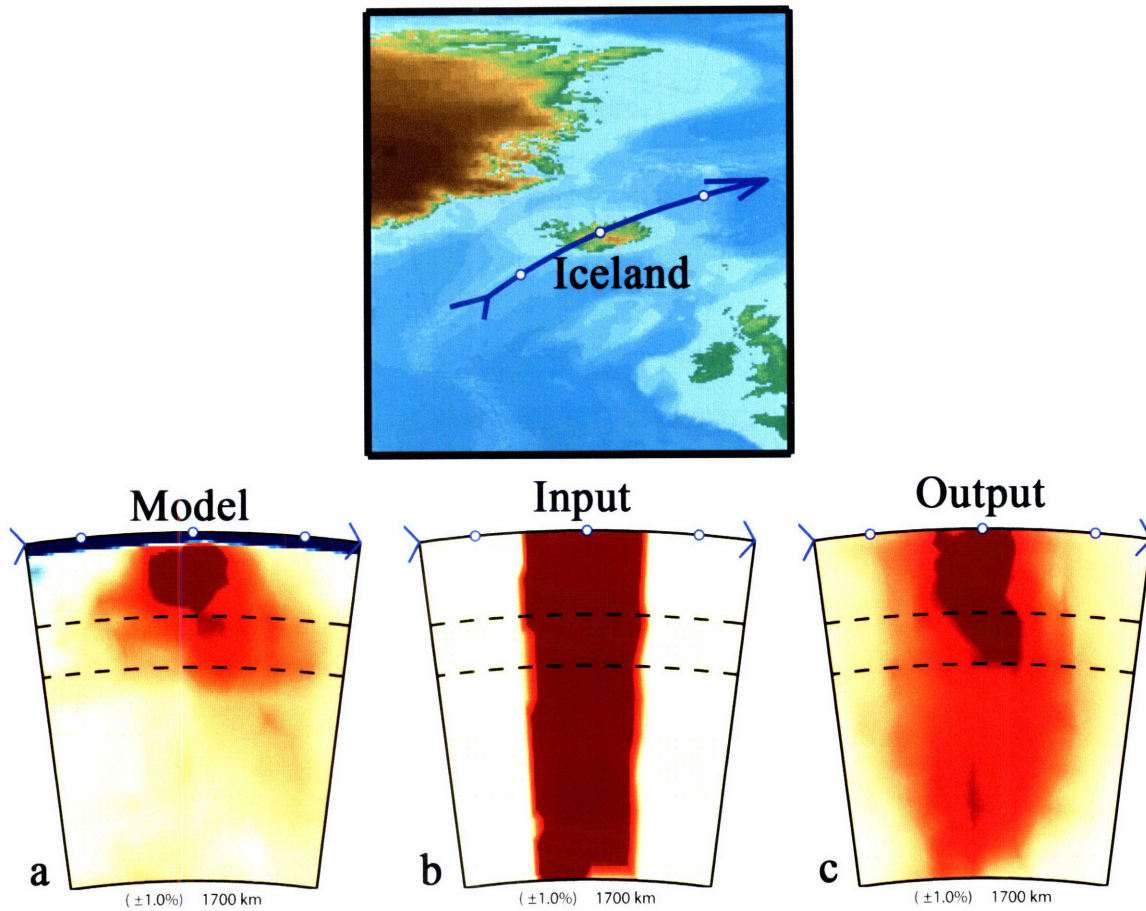 Iceland
Model
Input
Output
a
b
c
( ±1.0%) 1700 km
( ±1.0%) 1700 km
( ±1.0%) 1700 km